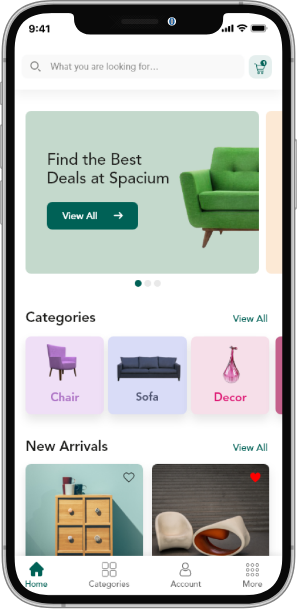 9:41
What you are looking for...
Find the Best
Deals at Spacium
View All
Categories
View All
Chair
Sofa
Decor
New Arrivals
View All
Home
Categories
Account
More